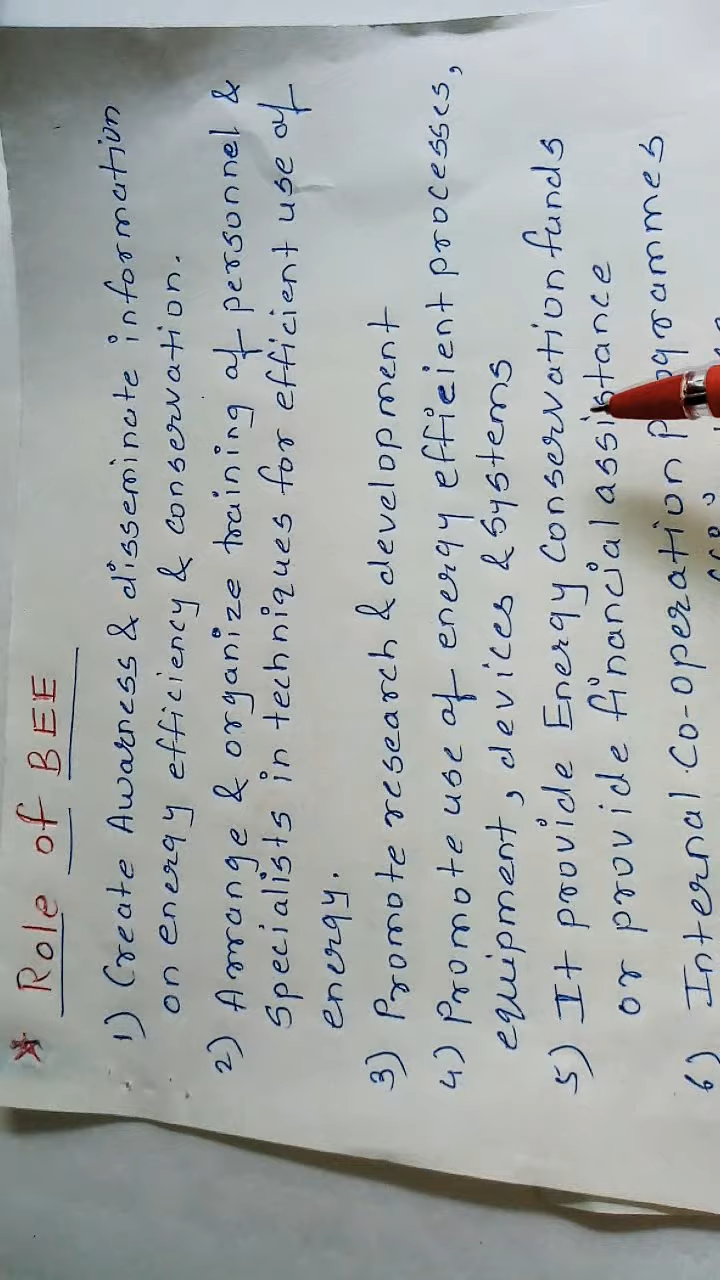 * Role of BEE
1) Create Awarness & disseminate information
on energy efficiency & conservation.
2) Arrange & organize training of personnel &
Specialists in techniques for efficient use of
energy.
3) Promote research & development
4) Promote use of energy efficient processes,
equipment, devices & systems
5) It provide Energy Conservation funds
or provide financial assistance
6) Internal Co-operation programmes